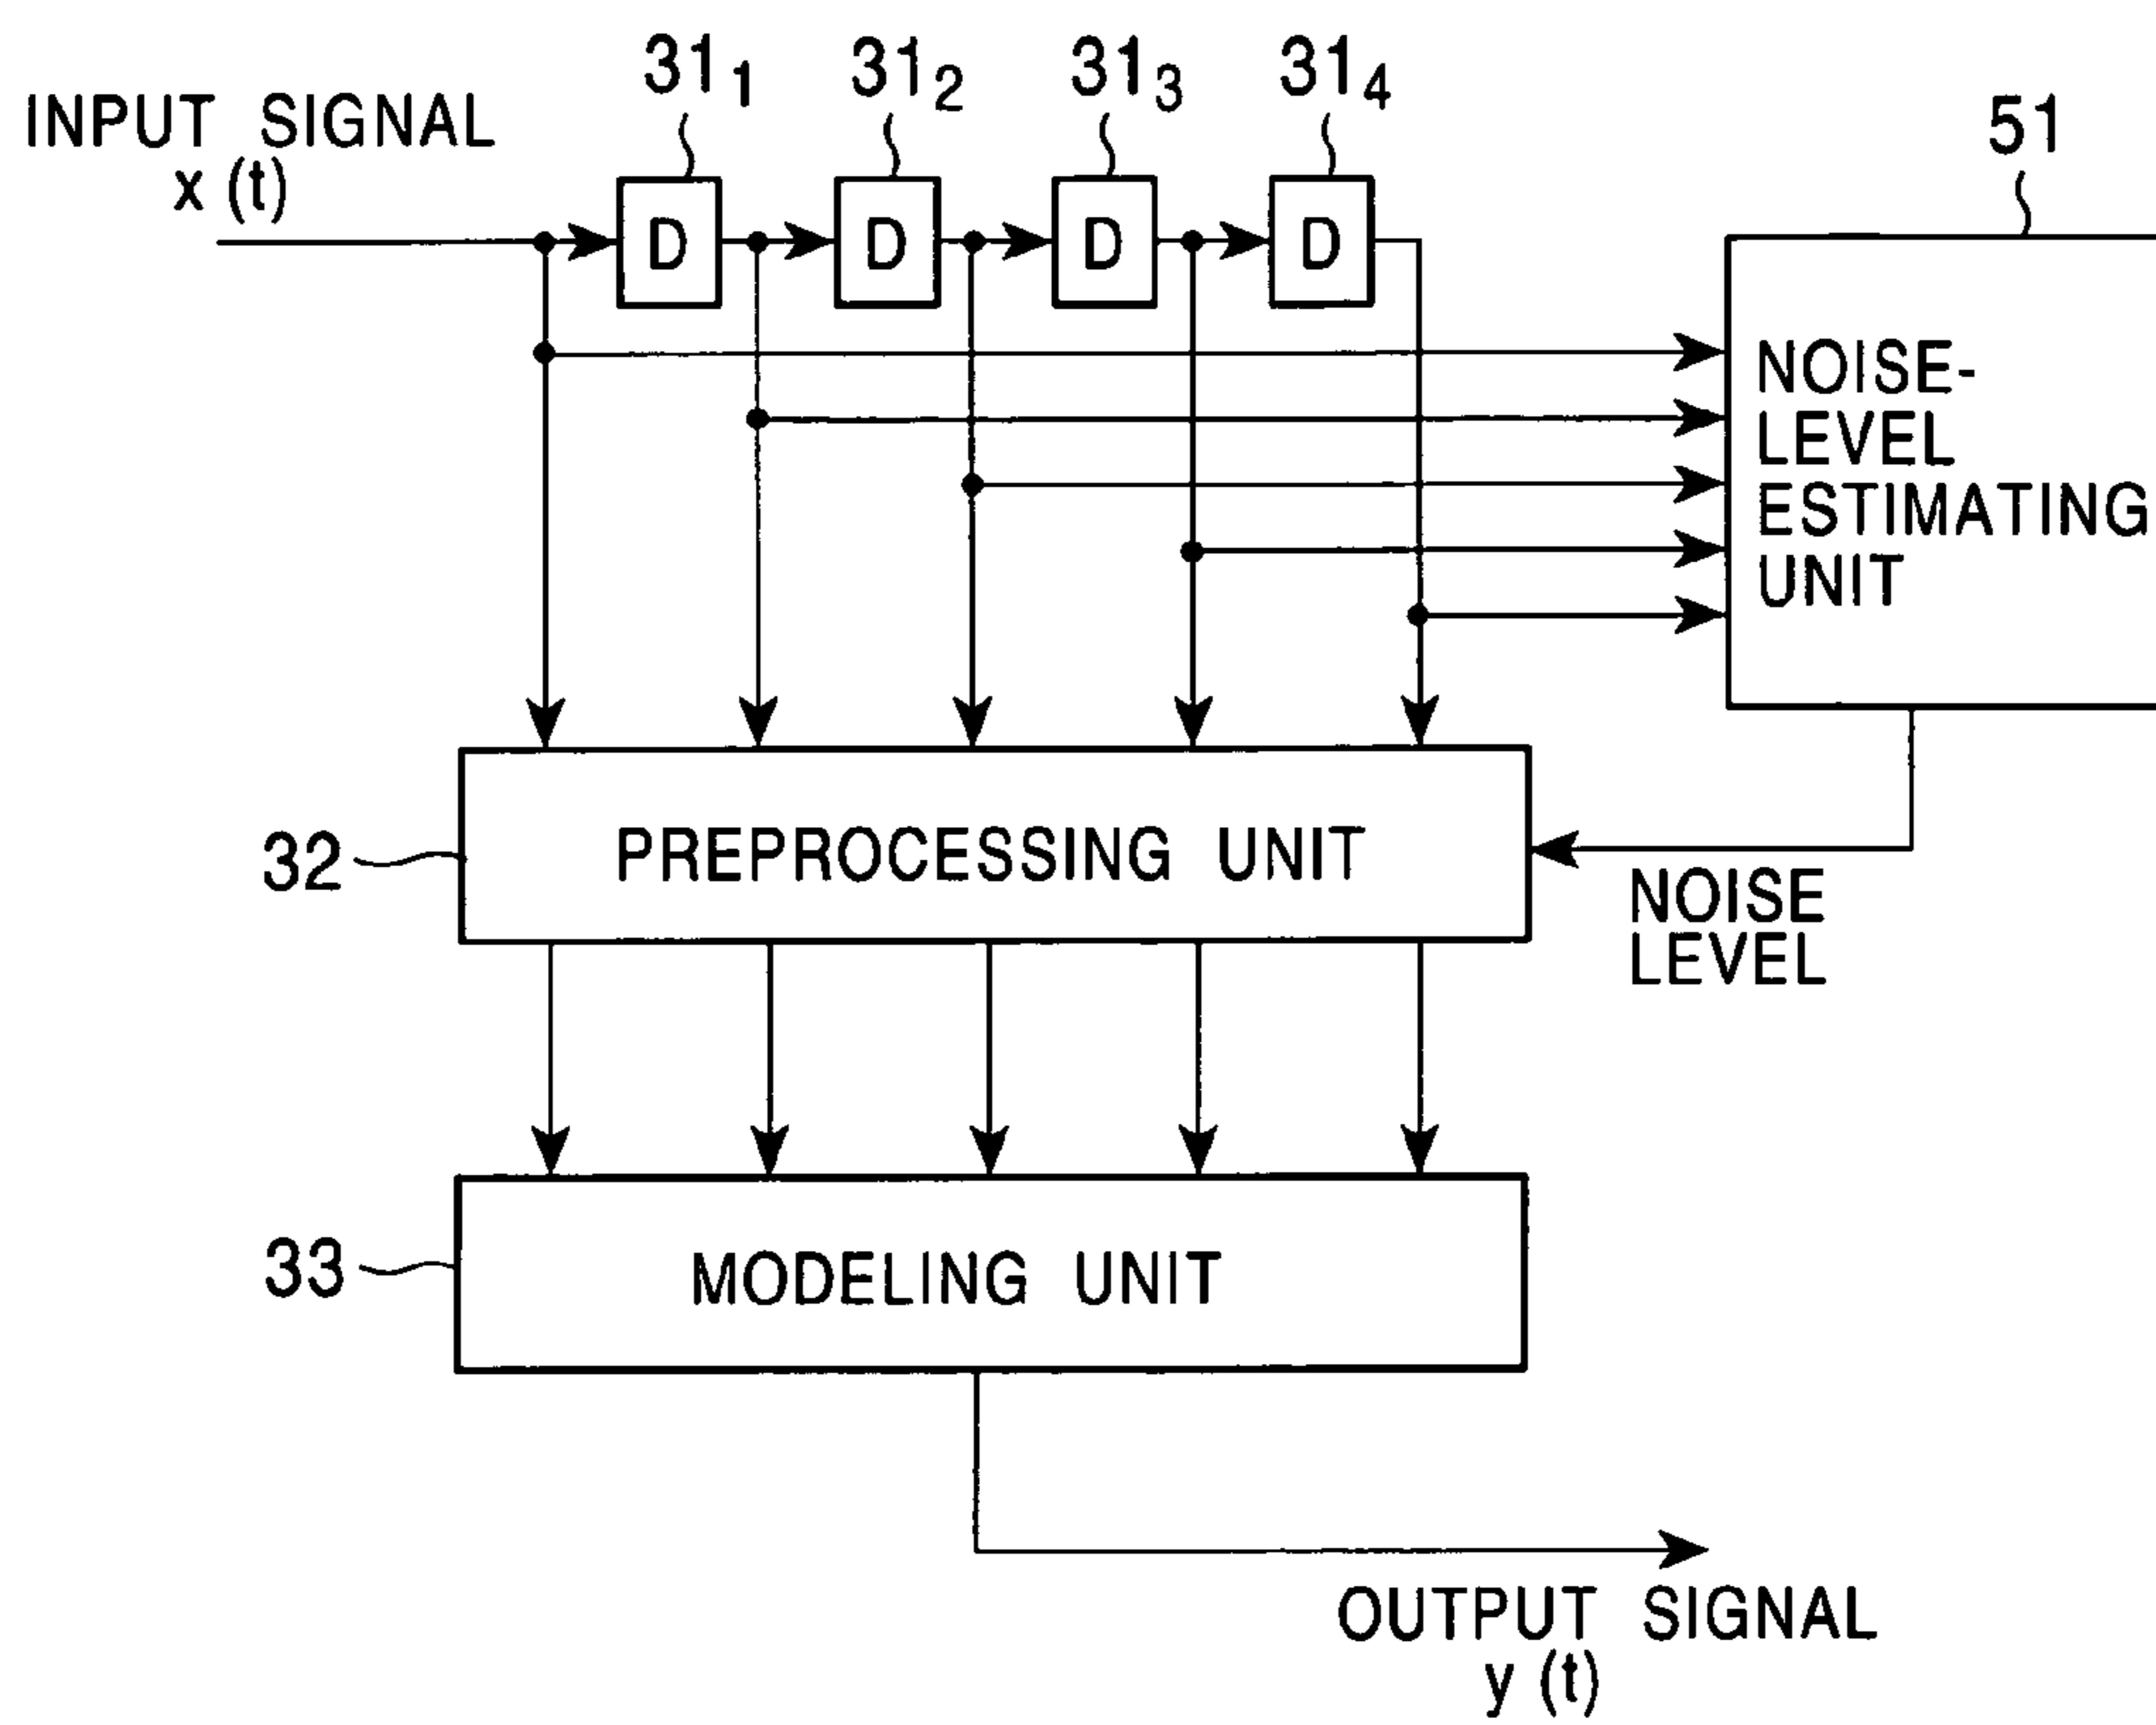 31₁ 31₂ 31₃ 31₄
51
INPUT SIGNAL
x (t)
D D D D
NOISE-
LEVEL
ESTIMATING
UNIT
32
PREPROCESSING UNIT
NOISE
LEVEL
33
MODELING UNIT
OUTPUT SIGNAL
y (t)